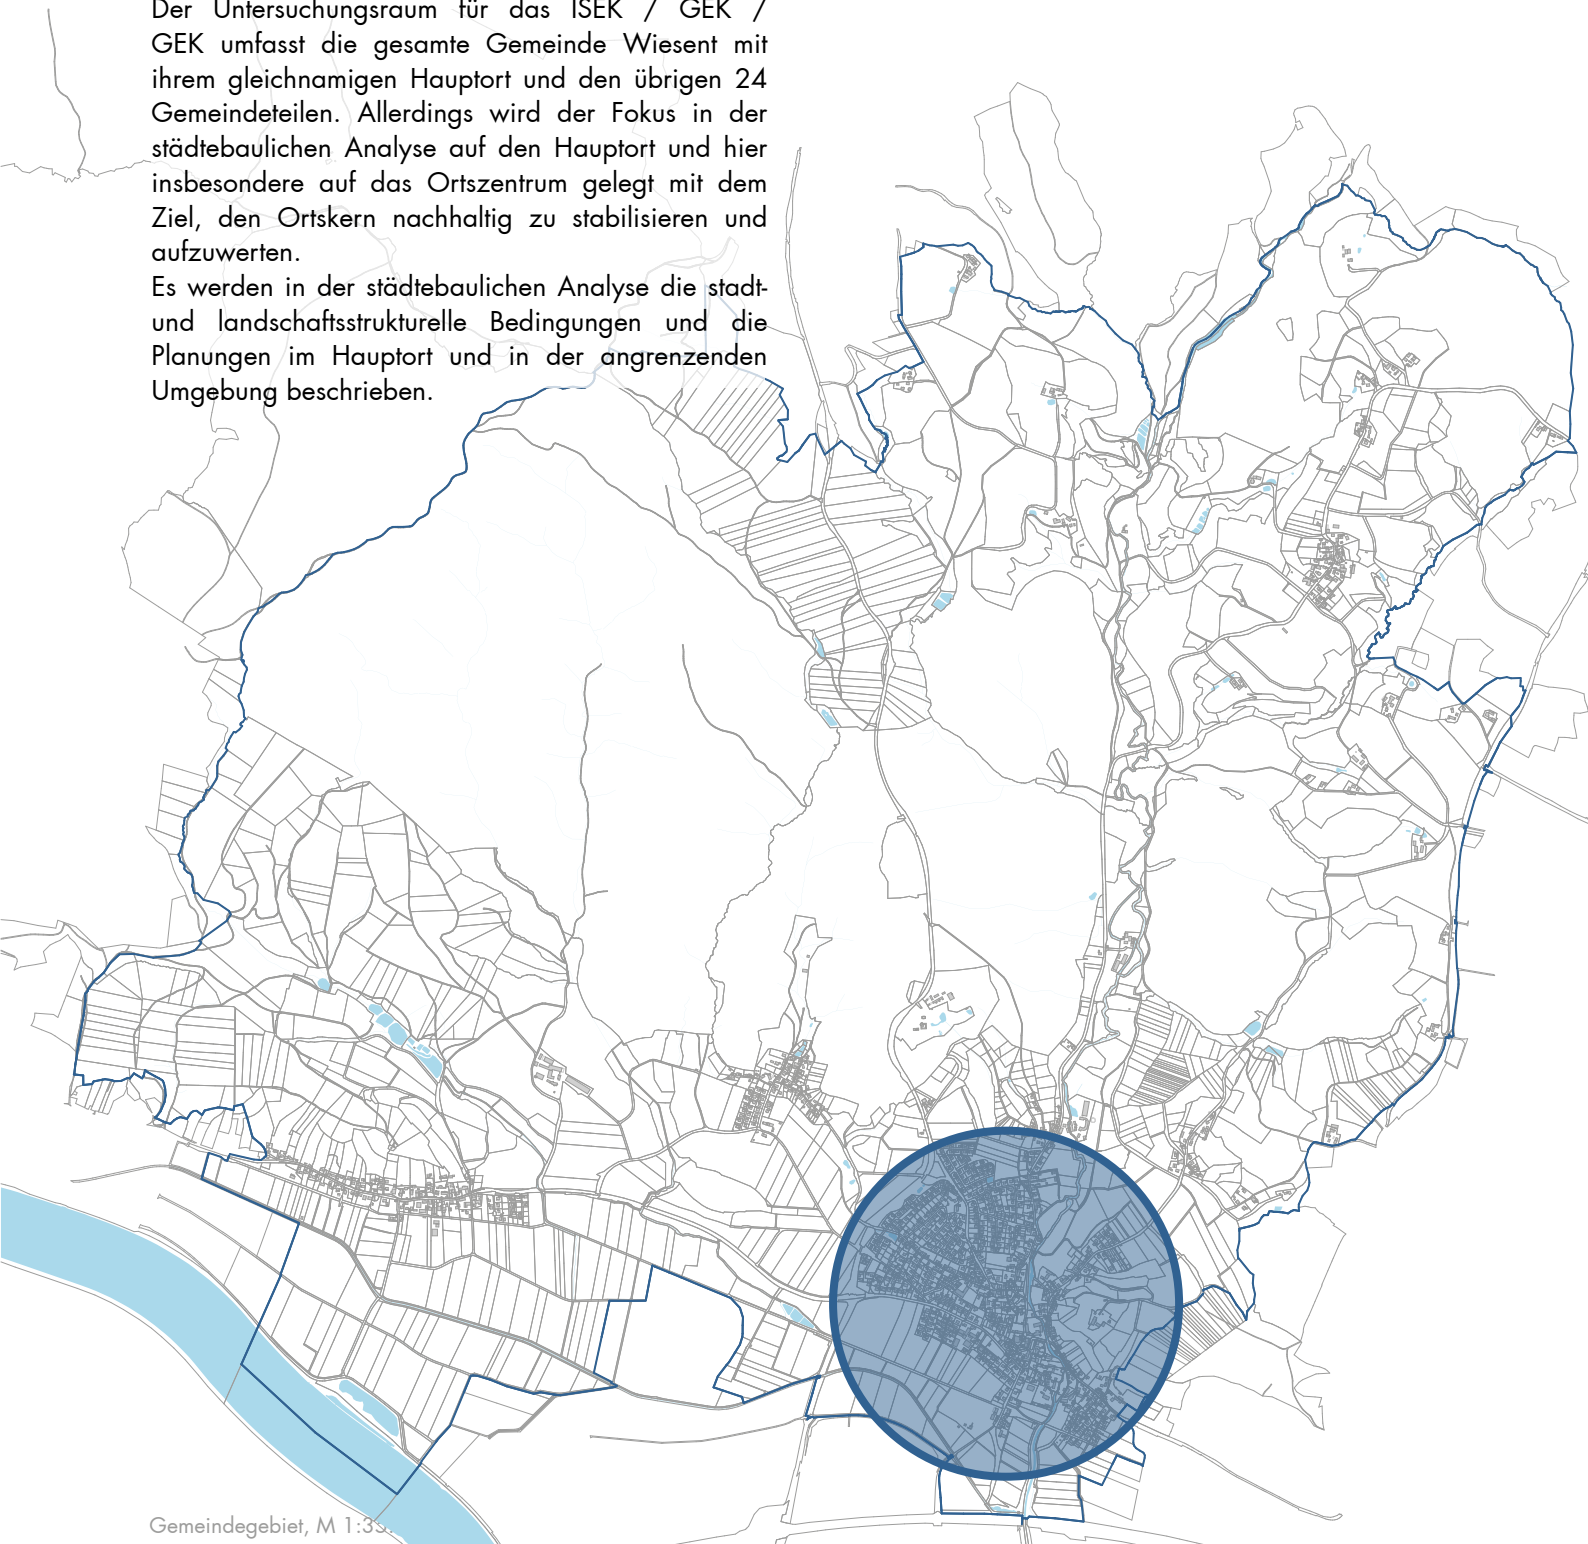 Der Untersuchungsraum für das ISEK / GEK /
GEK umfasst die gesamte Gemeinde Wiesent mit
ihrem gleichnamigen Hauptort und den übrigen 24
Gemeindeteilen. Allerdings wird der Fokus in der
städtebaulichen Analyse auf den Hauptort und hier
insbesondere auf das Ortszentrum gelegt mit dem
Ziel, den Ortskern nachhaltig zu stabilisieren und
aufzuwerten.
Es werden in der städtebaulichen Analyse die stadt-
und landschaftsstrukturelle Bedingungen und die
Planungen im Hauptort und in der angrenzenden
Umgebung beschrieben.
Gemeindegebiet, M